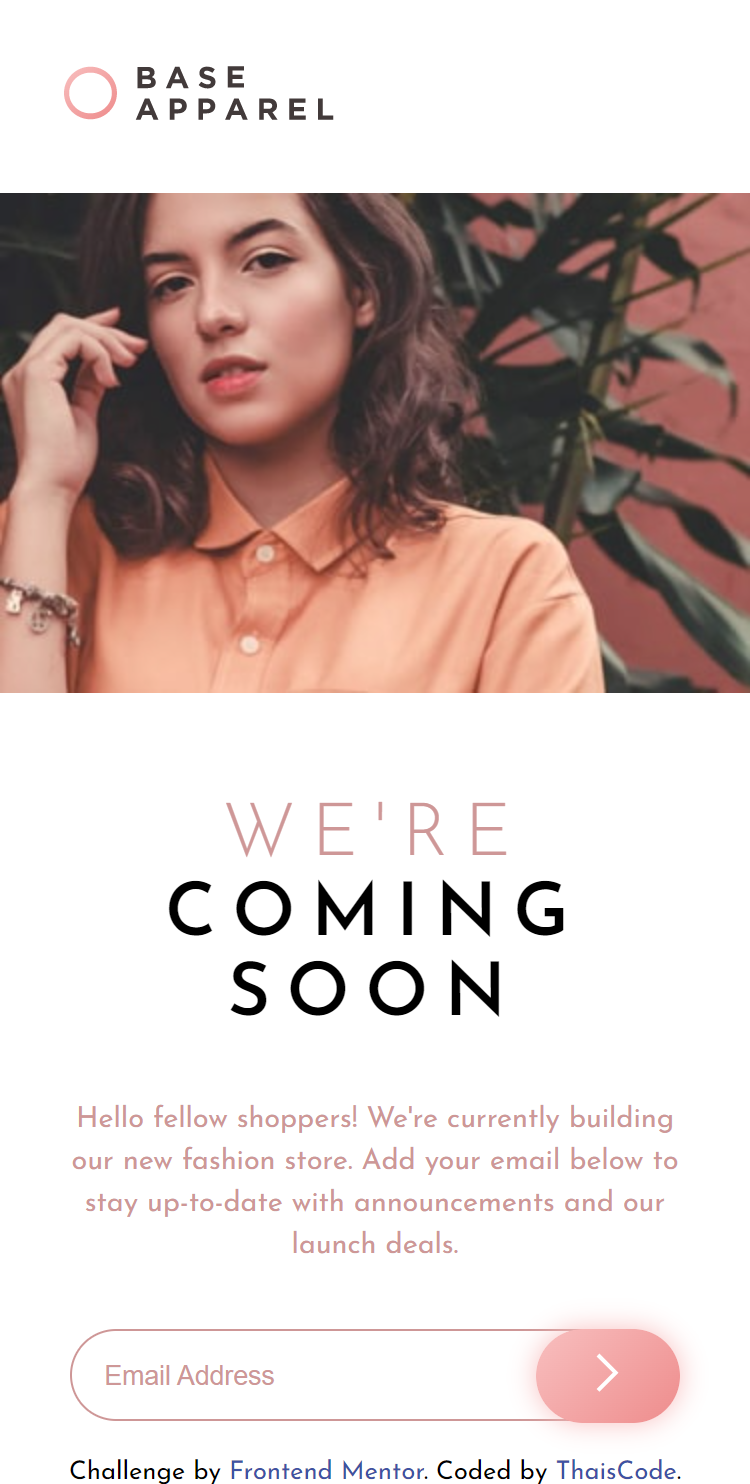 BASE
APPAREL
WE'RE
COMING
SOON
Hello fellow shoppers! We're currently building
our new fashion store. Add your email below to
stay up-to-date with announcements and our
launch deals.
Email Address
Challenge by Frontend Mentor. Coded by ThaisCode.